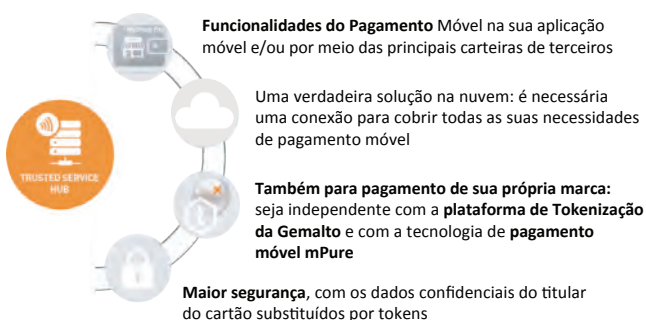 Funcionalidades do Pagamento Móvel na sua aplicação
móvel e/ou por meio das principais carteiras de terceiros
Uma verdadeira solução na nuvem: é necessária
uma conexão para cobrir todas as suas necessidades
de pagamento móvel
TRUSTED SERVICE
HUB
Também para pagamento de sua própria marca:
seja independente com a plataforma de Tokenização
da Gemalto e com a tecnologia de pagamento
móvel mPure
Maior segurança, com os dados confidenciais do titular
do cartão substituídos por tokens